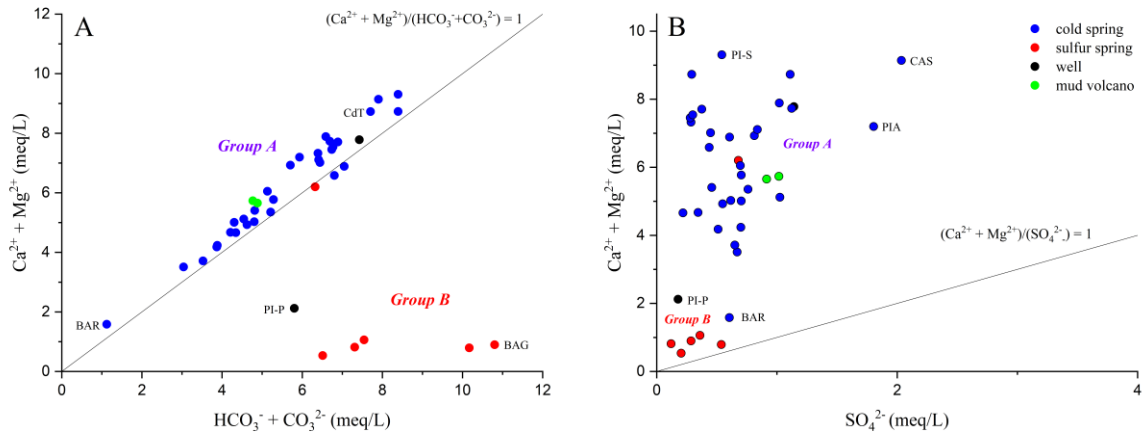 A
(Ca²⁺ + Mg²⁺)/(HCO₃⁻+CO₃²⁻) = 1
12
10
8
6
4
2
0
Ca²⁺ + Mg²⁺ (meq/L)
CdT
Group A
PI-P
Group B
BAR
BAG
0
2
4
6
8
10
12
HCO₃⁻ + CO₃²⁻ (meq/L)
B
cold spring
sulfur spring
well
mud volcano
10
8
6
4
2
0
Ca²⁺ + Mg²⁺ (meq/L)
PI-S
CAS
PIA
Group A
(Ca²⁺ + Mg²⁺)/(SO₄²⁻) = 1
PI-P
Group B
BAR
0
2
4
SO₄²⁻ (meq/L)